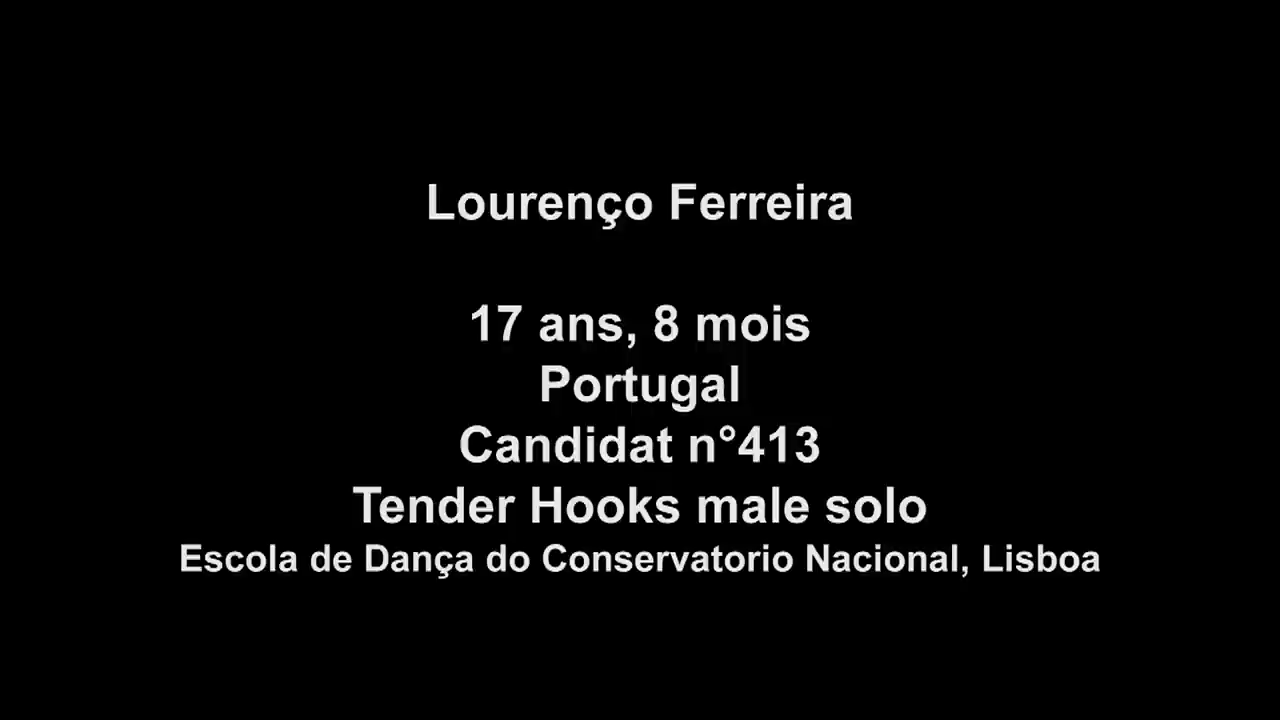 Lourenço Ferreira
17 ans, 8 mois
Portugal
Candidat n°413
Tender Hooks male solo
Escola de Dança do Conservatorio Nacional, Lisboa